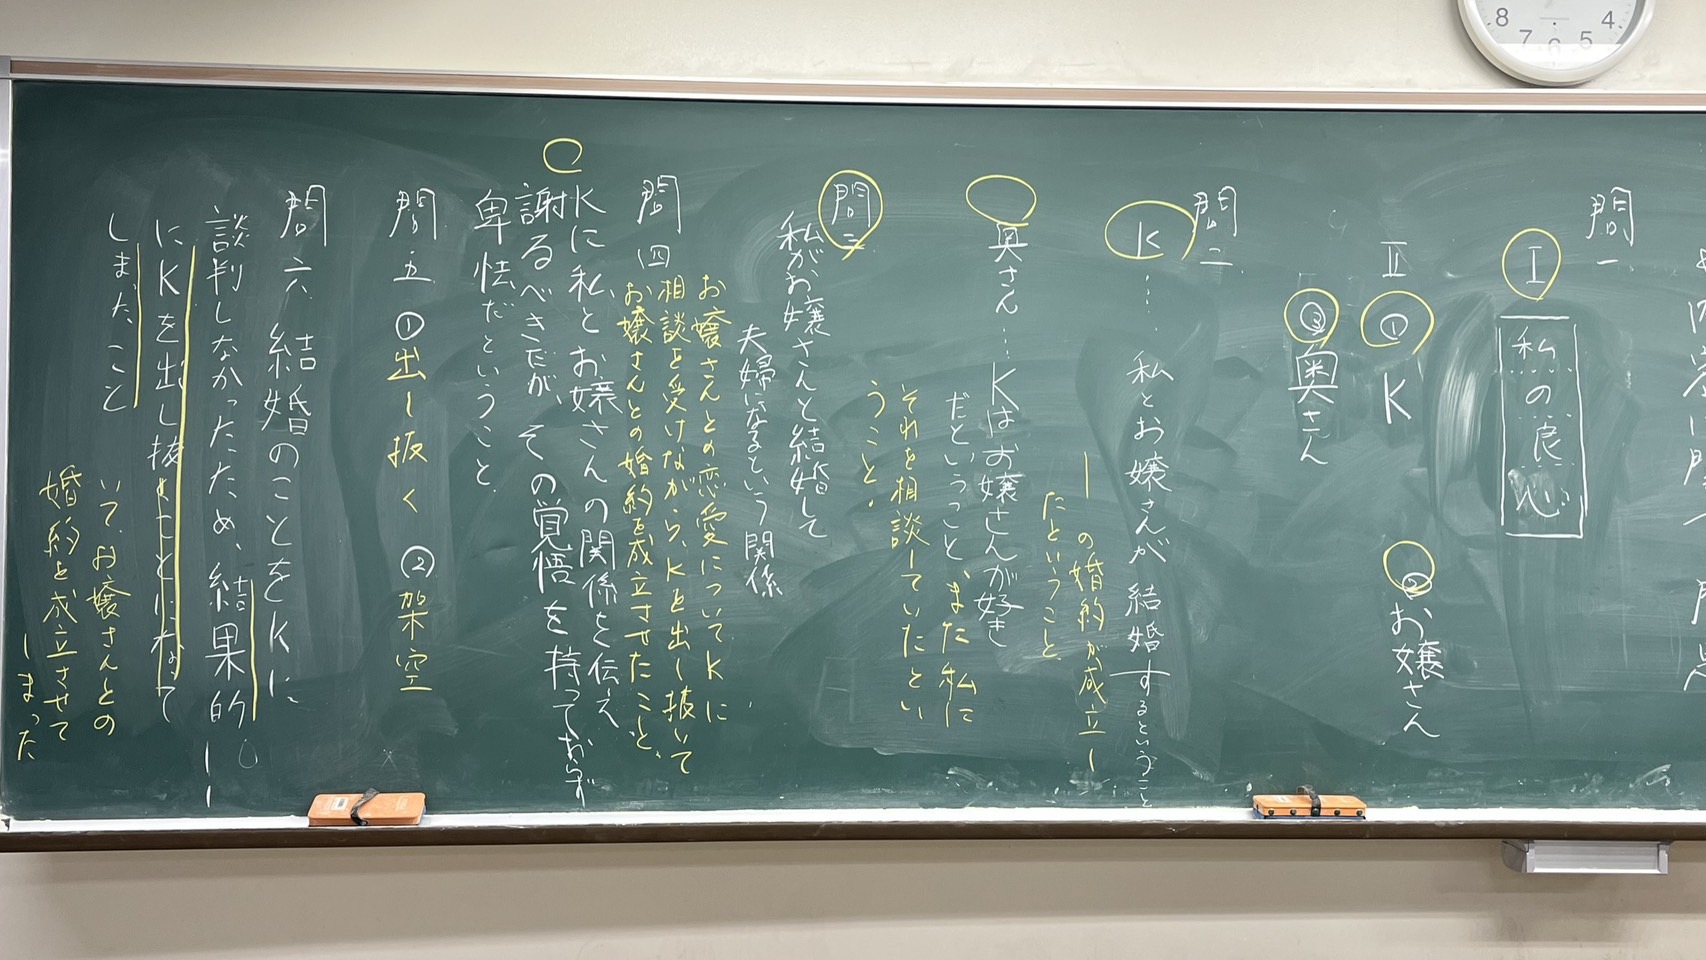 問一
Ⅰ
私の良心
Ⅱ
① K
② お嬢さん
③ 奥さん
問二
K…… 私とお嬢さんが結婚するということ
の婚約が成立し
たということ。
奥さん…Kはお嬢さんが好き
だということ また私に
それを相談していたとい
うこと。
問三
私がお嬢さんと結婚して
夫婦になるという関係
問四
お嬢さんとの恋愛についてKに
相談を受けながら、Kを出し抜いて
お嬢さんとの婚約を成立させたこと、
Kに私とお嬢さんの関係を伝え
謝るべきだが、その覚悟を持っておらず
卑怯だということ。
問五 ①出し抜く ②架空
問六 結婚のことをKに
談判しなかったため、結果的
にKを出し抜くことになって
しまったこと
いて、お嬢さんとの
婚約を成立させて
しまった